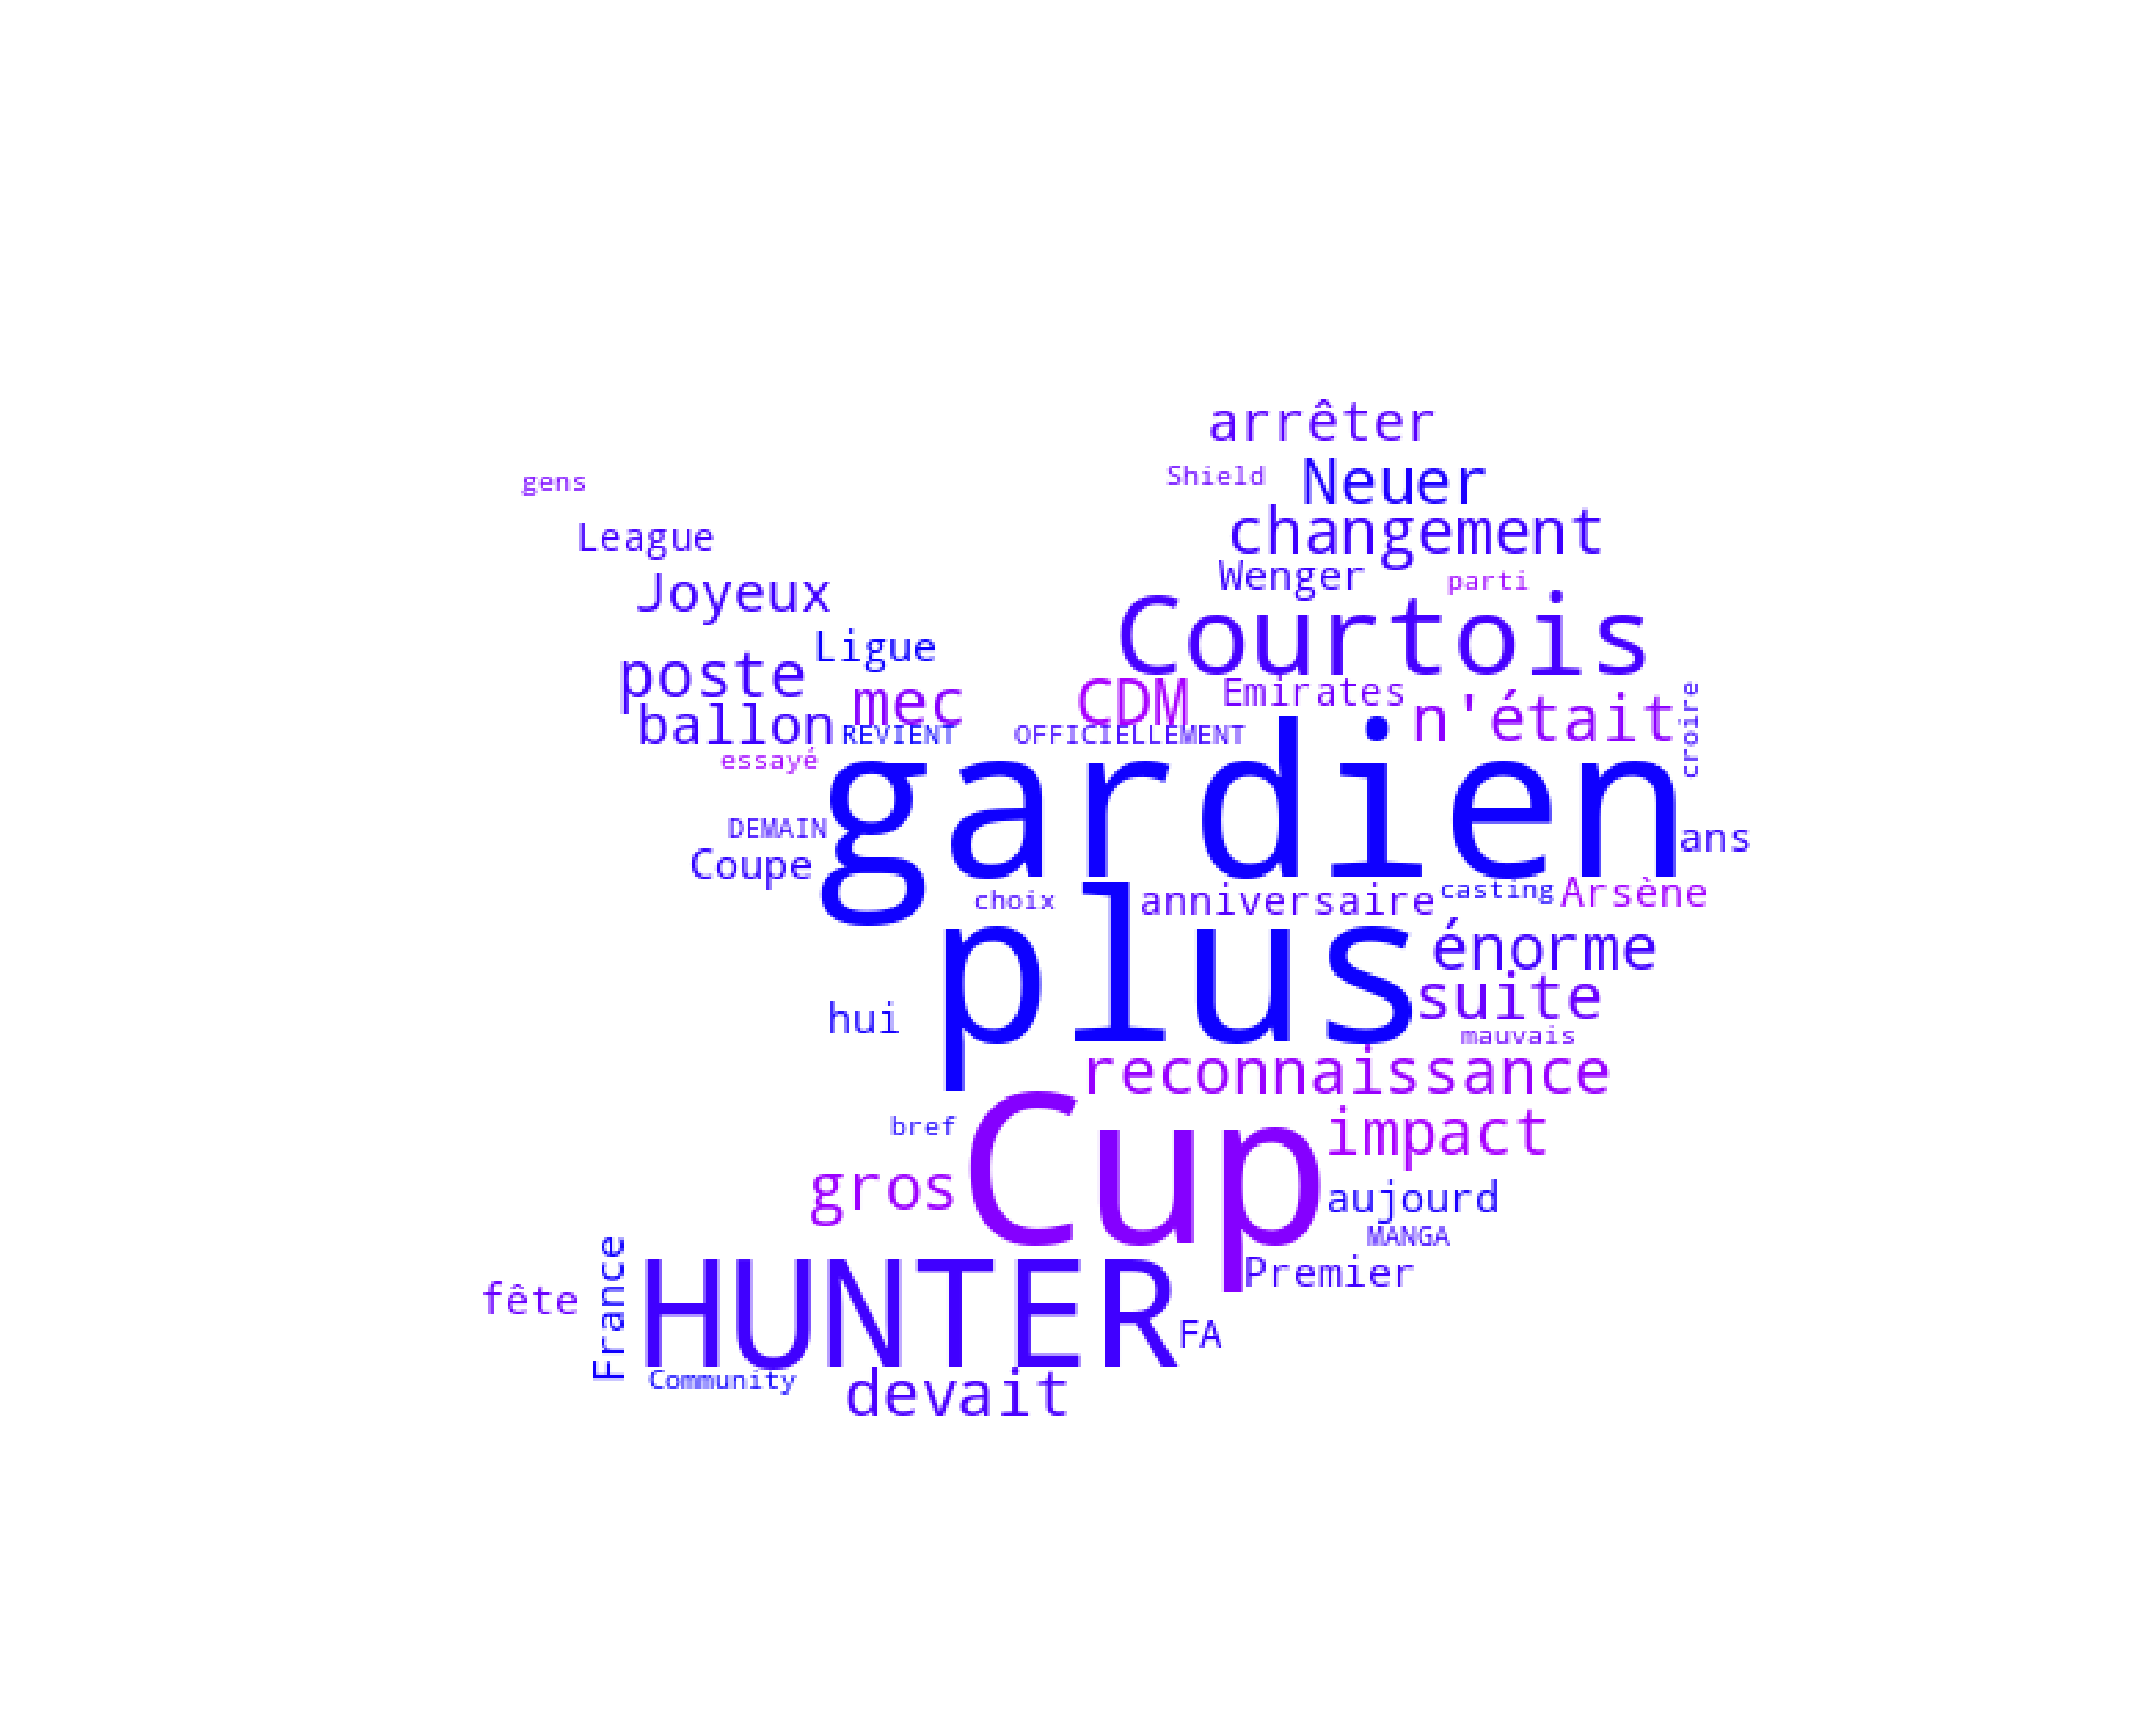 arrêter
gens
Shield
Neuer
League
changement
Wenger
parti
Joyeux
Courtois
Ligue
poste
mec
CDM
Emirates
n'était
croire
ballon
REVIENT
OFFICIELLEMENT
essayé
gardien
DEMAIN
ans
Coupe
choix
anniversaire
casting
Arsène
plus
énorme
suite
hui
mauvais
reconnaissance
bref
Cup
impact
gros
aujourd
MANGA
Premier
fête
France
HUNTER
FA
Community
devait